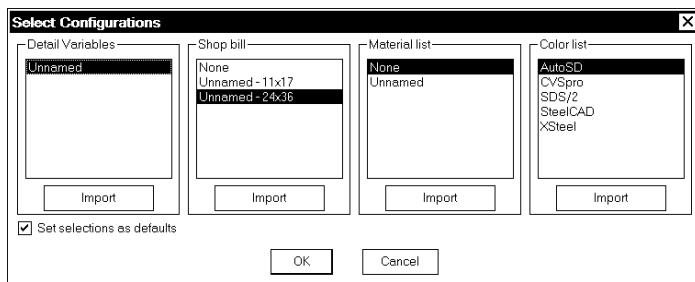 Select Configurations
Detail Variables
Unnamed
Import
Shop bill
None
Unnamed - 11x17
Unnamed - 24x36
Import
Material list
None
Unnamed
Import
Color list
AutoSD
CVSpro
SDS/2
SteelCAD
XSteel
Import
Set selections as defaults
OK
Cancel